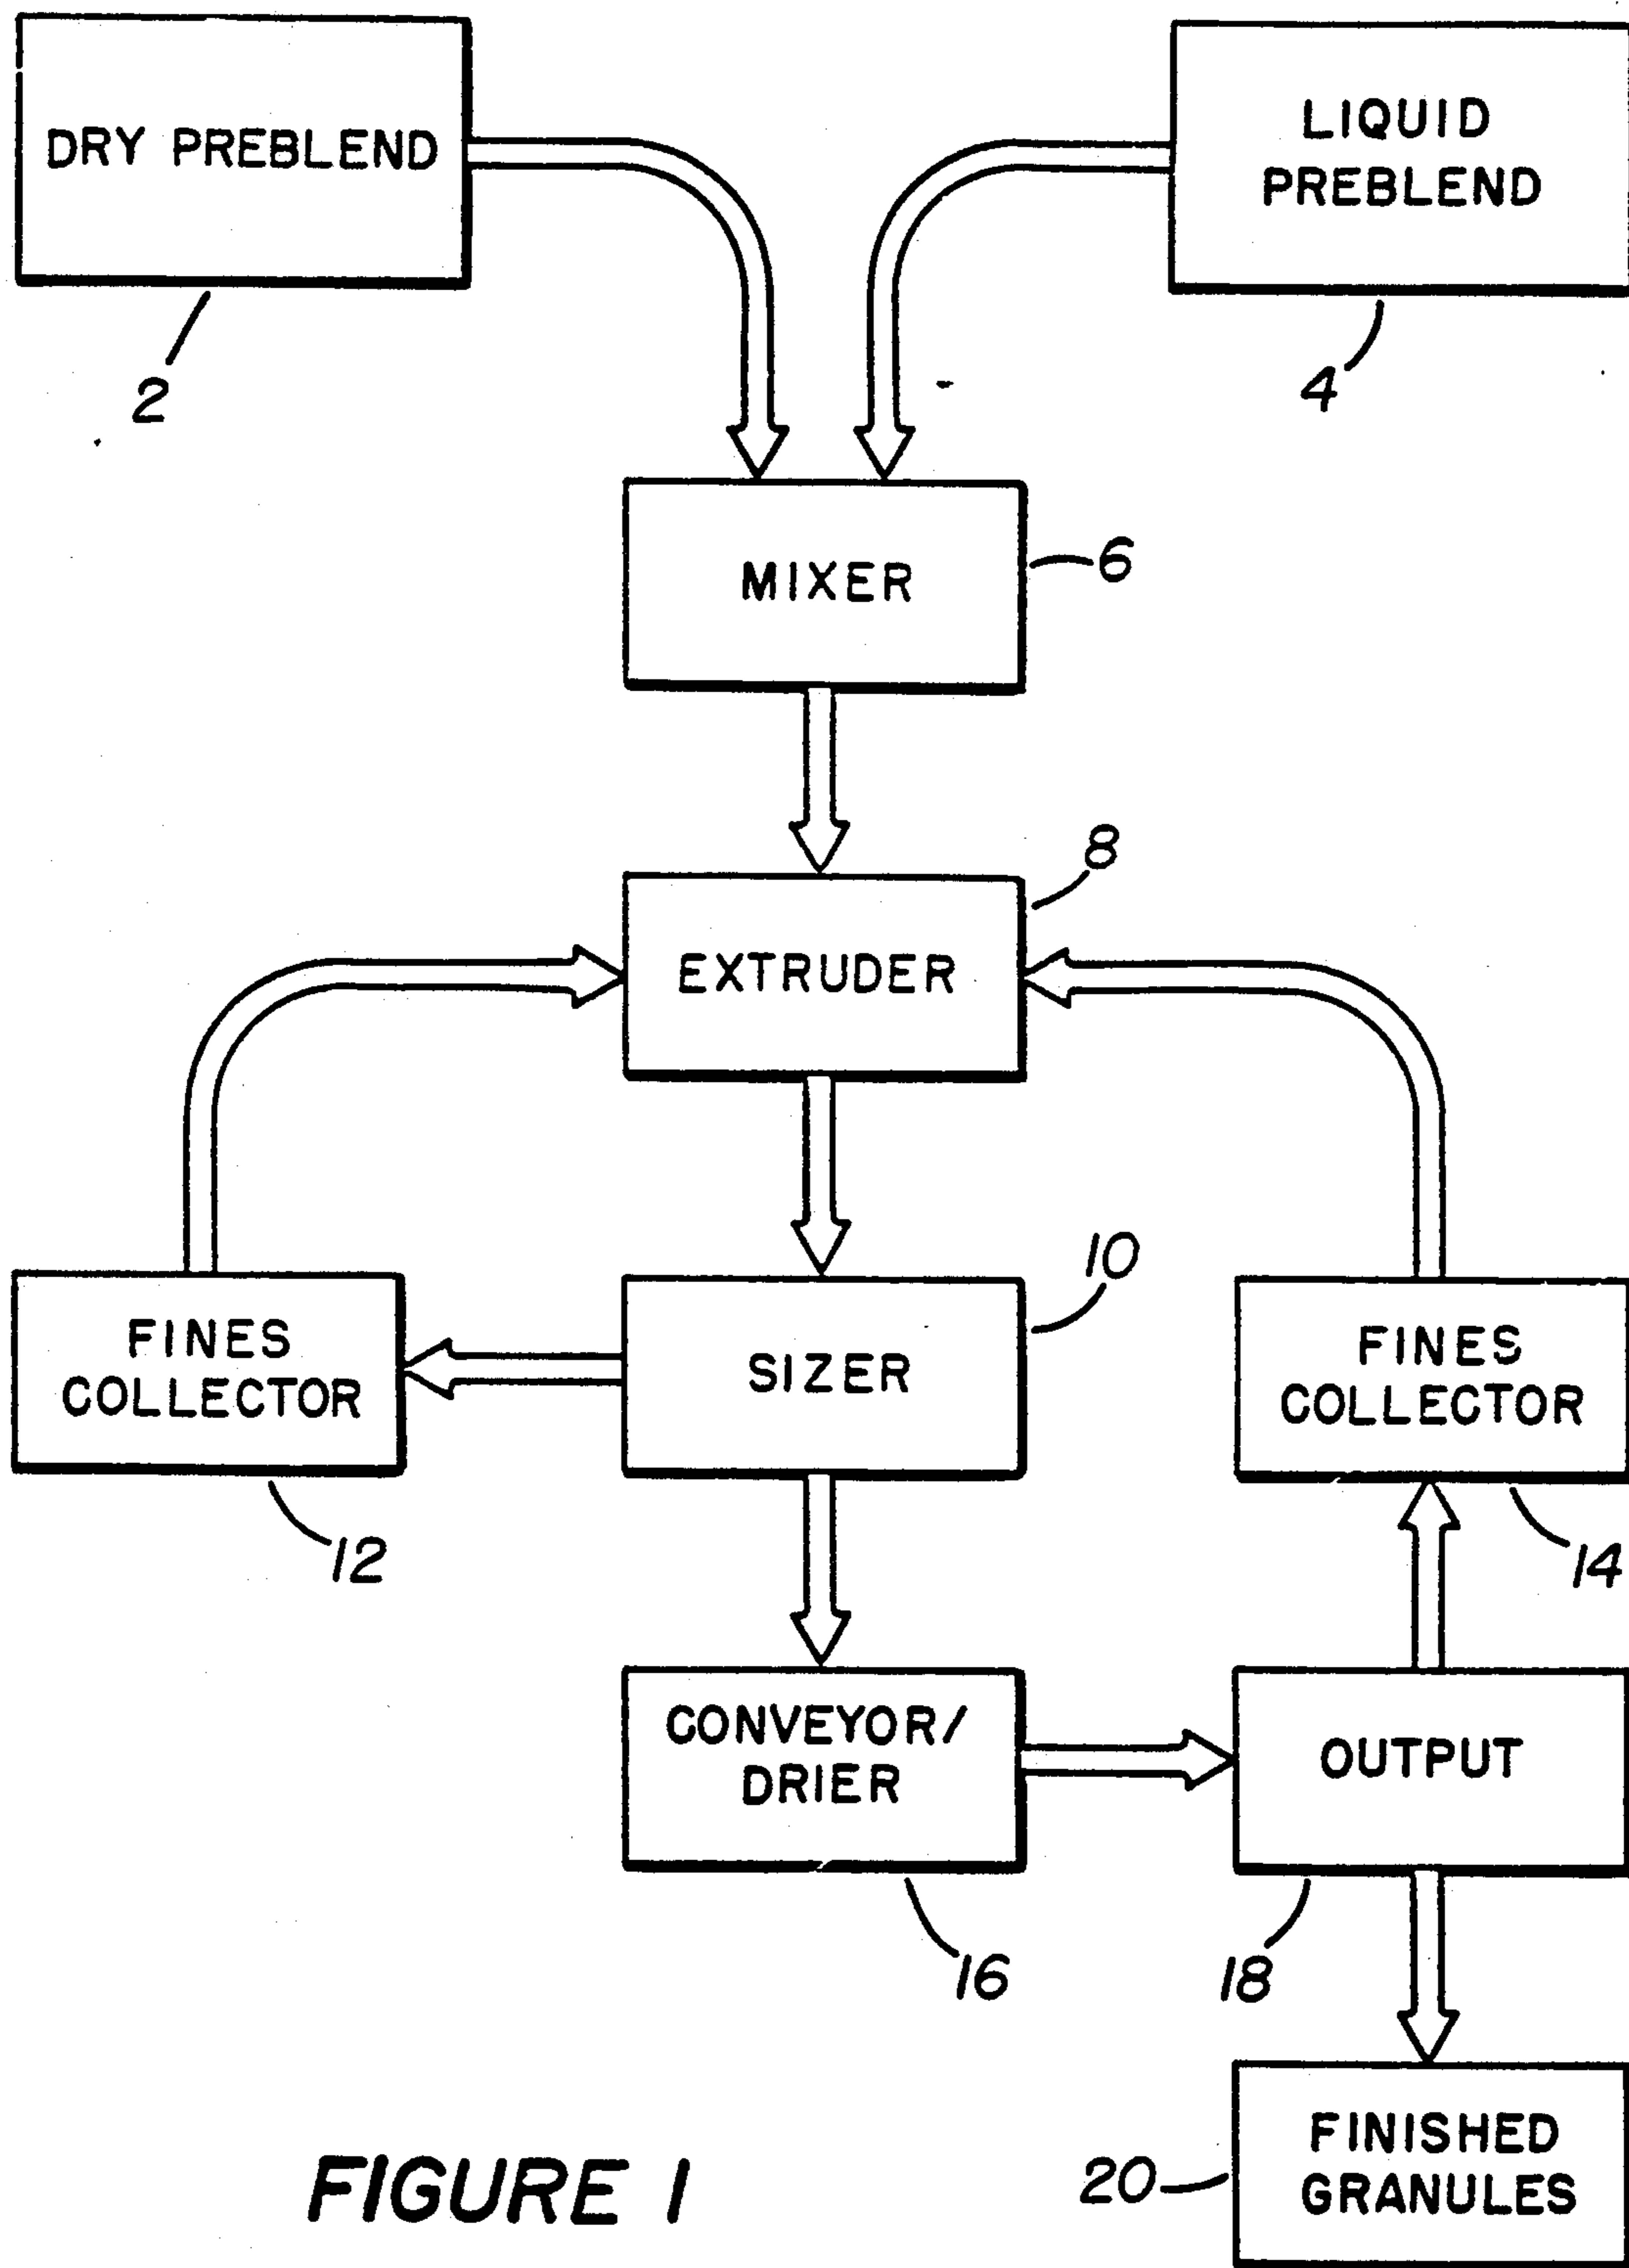 DRY PREBLEND
LIQUID
PREBLEND
2
4
MIXER
6
8
EXTRUDER
10
FINES
COLLECTOR
SIZER
FINES
COLLECTOR
12
14
CONVEYOR/
DRIER
OUTPUT
16
18
FINISHED
GRANULES
20
FIGURE 1